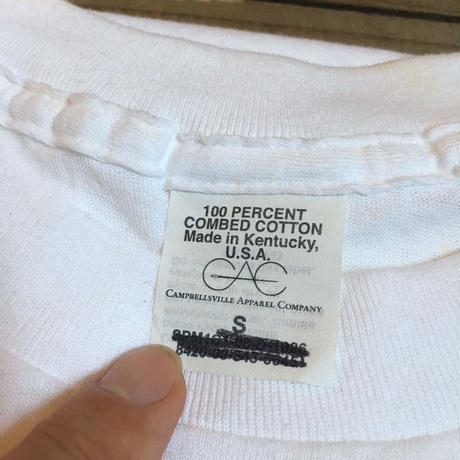 100 PERCENT
COMBED COTTON
Made in Kentucky,
U.S.A.
CAC
CAMPBELLSVILLE APPAREL COMPANY
S